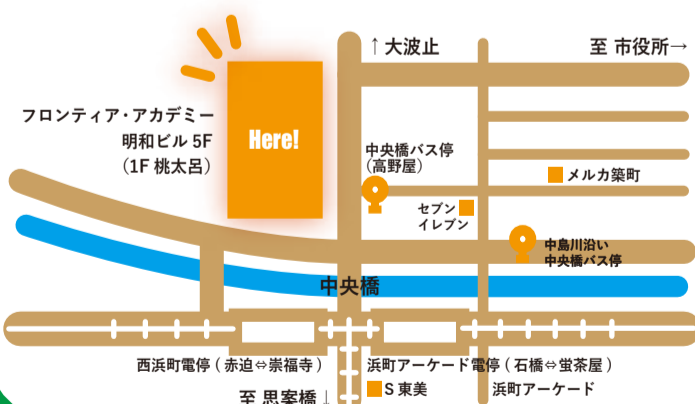 ↑大波止
至 市役所→
フロンティア・アカデミー
明和ビル 5F
（1F 桃太呂）
Here!
中央橋バス停
（高野屋）
メルカ築町
セブン
イレブン
中島川沿い
中央橋バス停
中央橋
西浜町電停 ( 赤迫⇔崇福寺 )
浜町アーケード電停 ( 石橋⇔蛍茶屋 )
S 東美
浜町アーケード
至 思案橋↓